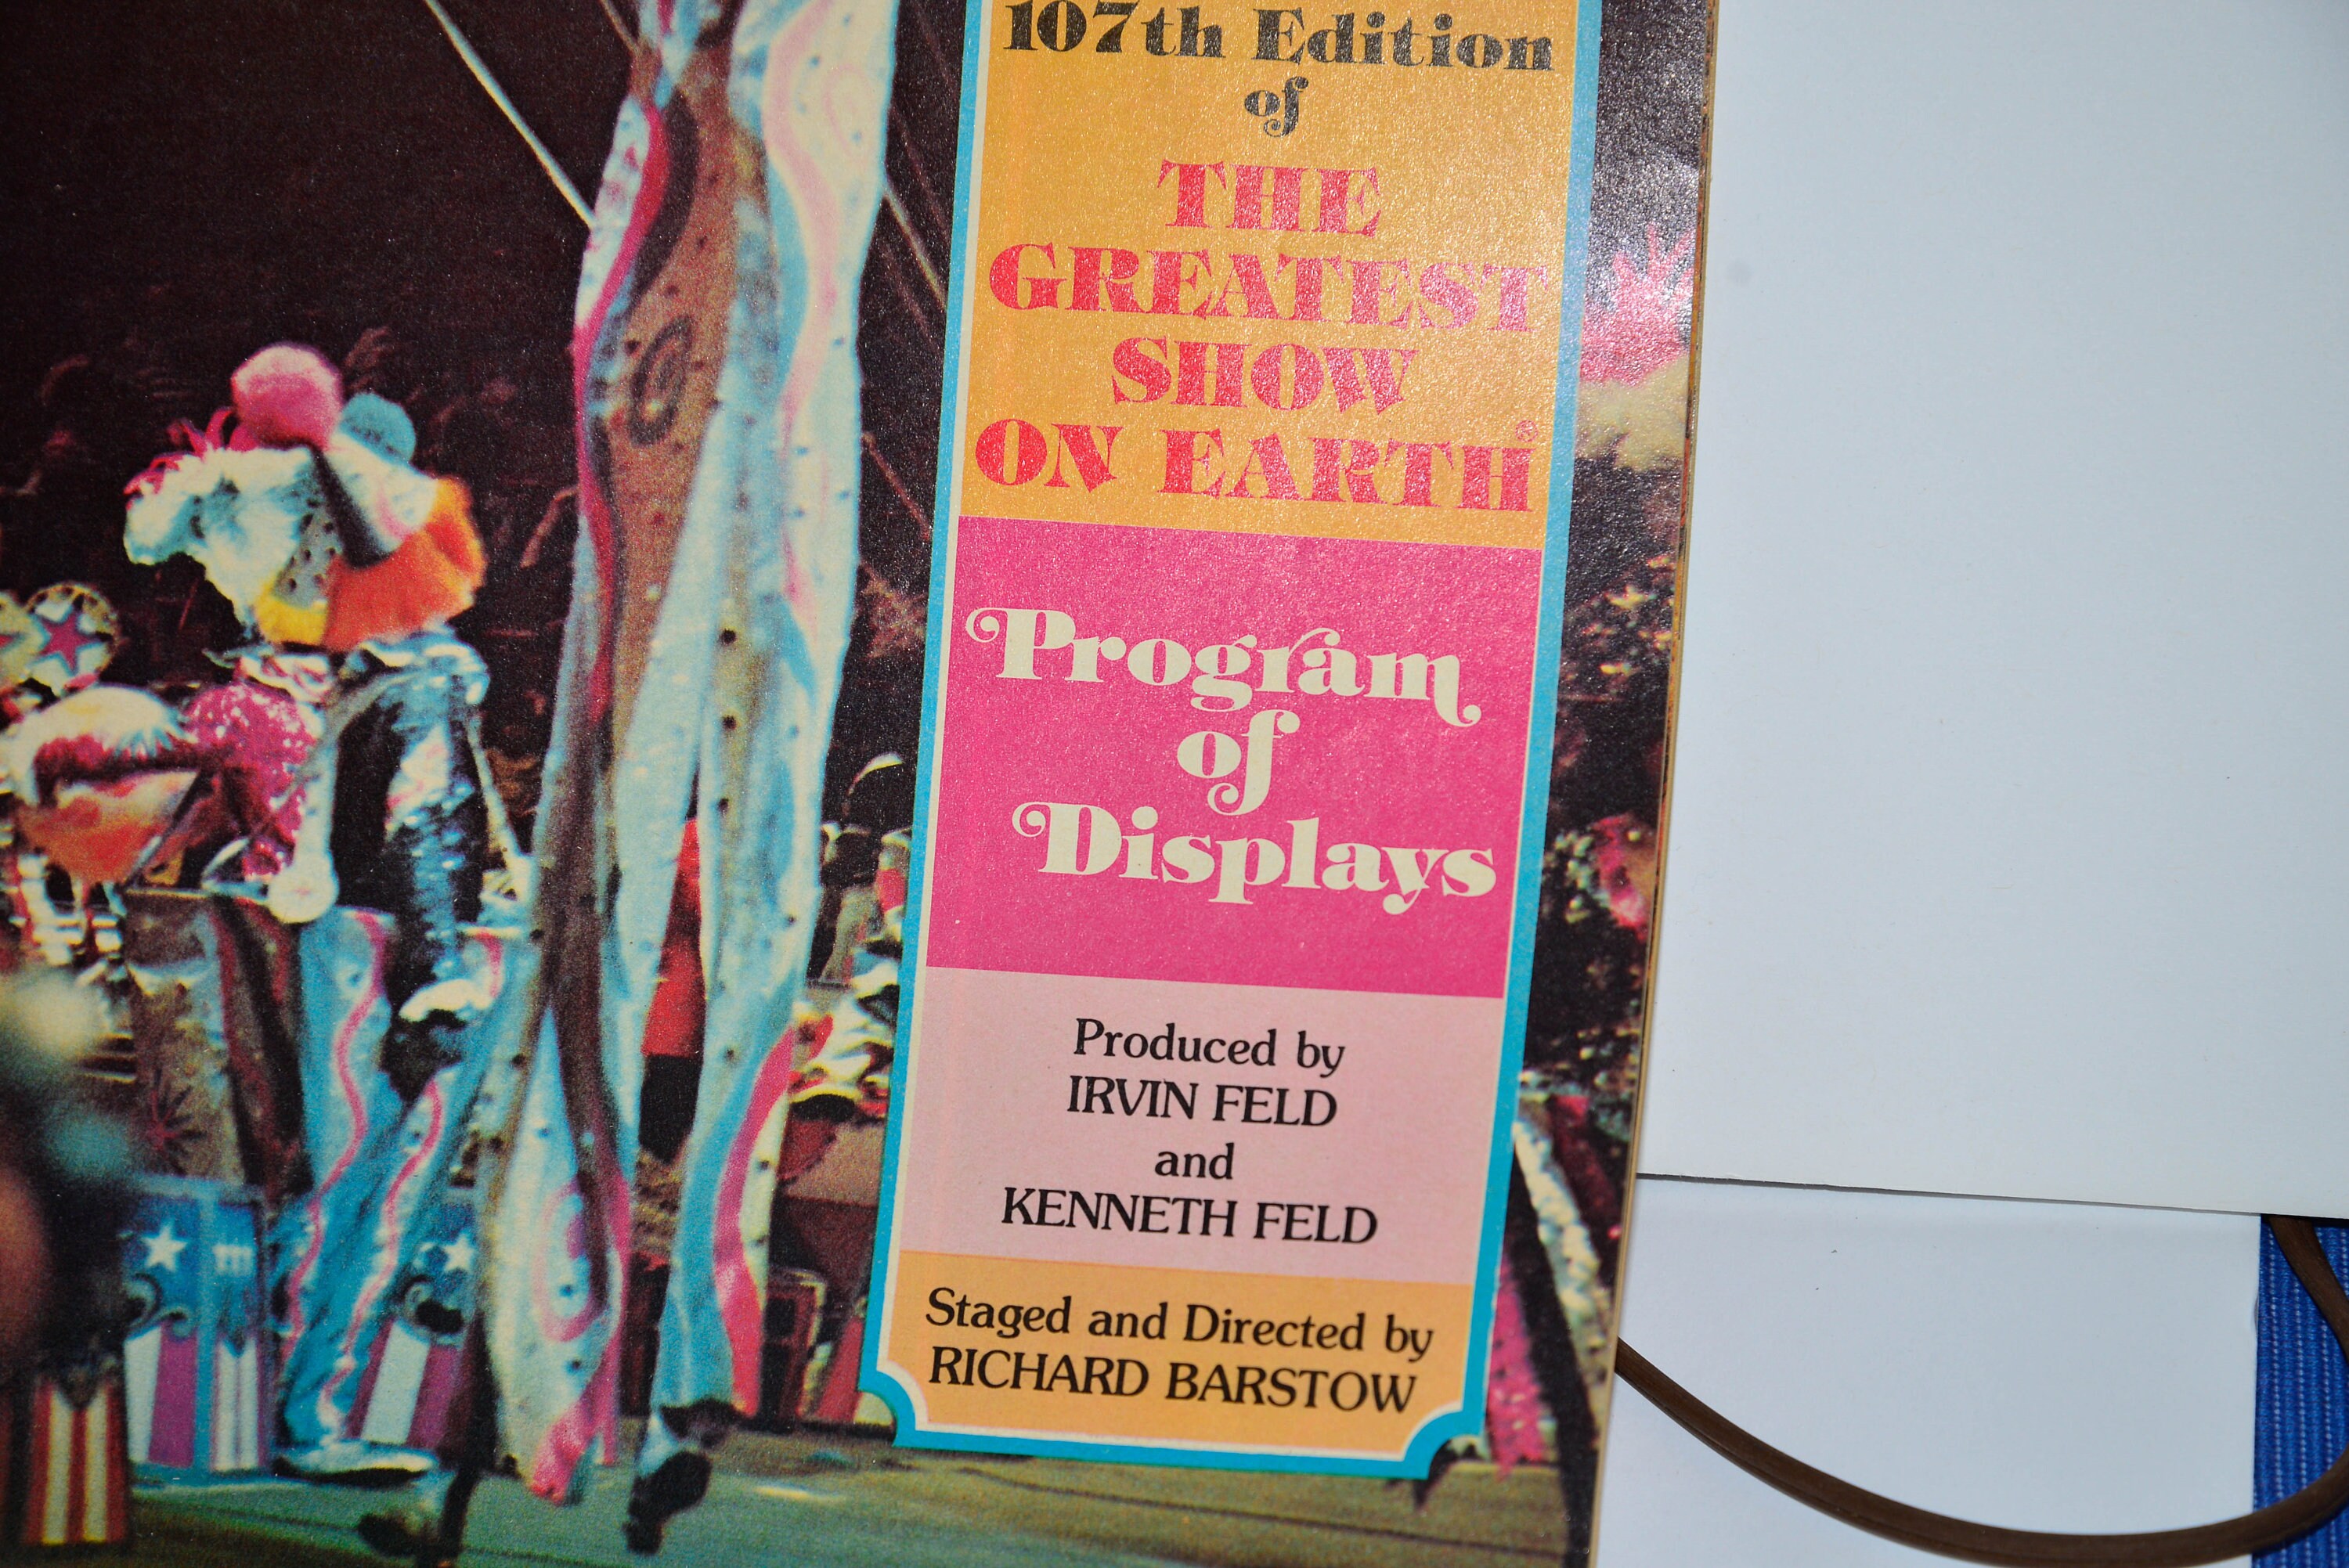 107th Edition
of
THE
GREATEST
SHOW
ON EARTH®
Program
of
Displays
Produced by
IRVIN FELD
and
KENNETH FELD
Staged and Directed by
RICHARD BARSTOW